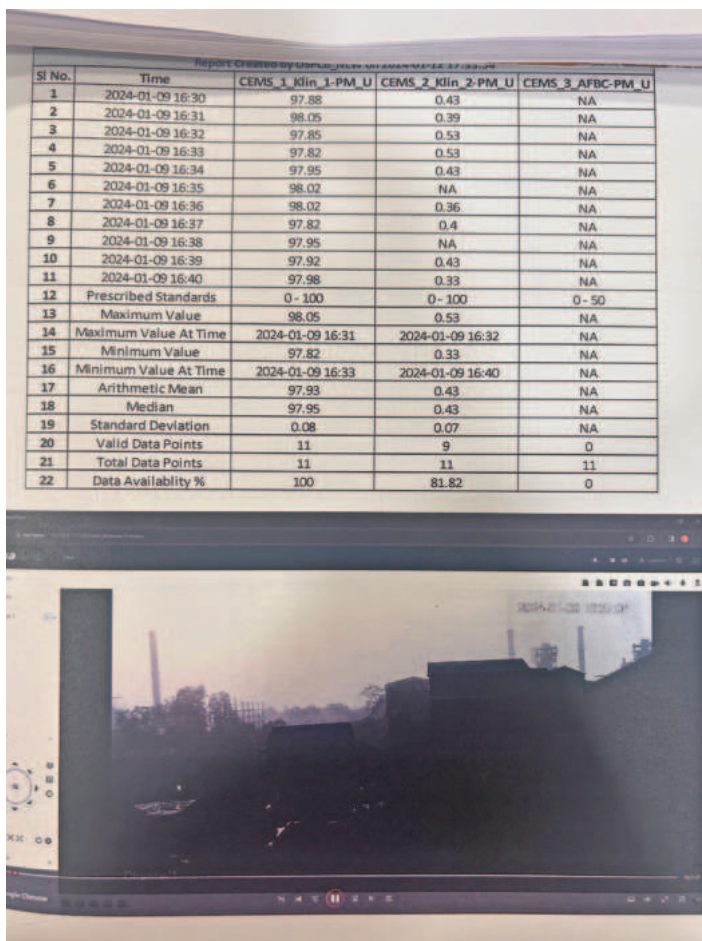 Report Created by OSPCB_NEW on 2024-01-12 17:33:34
Sl No. Time CEMS_1_Klin_1-PM_U CEMS_2_Klin_2-PM_U CEMS_3_AFBC-PM_U
1 2024-01-09 16:30 97.88 0.43 NA
2 2024-01-09 16:31 98.05 0.39 NA
3 2024-01-09 16:32 97.85 0.53 NA
4 2024-01-09 16:33 97.82 0.53 NA
5 2024-01-09 16:34 97.95 0.43 NA
6 2024-01-09 16:35 98.02 NA NA
7 2024-01-09 16:36 98.02 0.36 NA
8 2024-01-09 16:37 97.82 0.4 NA
9 2024-01-09 16:38 97.95 NA NA
10 2024-01-09 16:39 97.92 0.43 NA
11 2024-01-09 16:40 97.98 0.33 NA
12 Prescribed Standards 0 - 100 0 - 100 0 - 50
13 Maximum Value 98.05 0.53 NA
14 Maximum Value At Time 2024-01-09 16:31 2024-01-09 16:32 NA
15 Minimum Value 97.82 0.33 NA
16 Minimum Value At Time 2024-01-09 16:33 2024-01-09 16:40 NA
17 Arithmetic Mean 97.93 0.43 NA
18 Median 97.95 0.43 NA
19 Standard Deviation 0.08 0.07 NA
20 Valid Data Points 11 9 0
21 Total Data Points 11 11 11
22 Data Availablity % 100 81.82 0